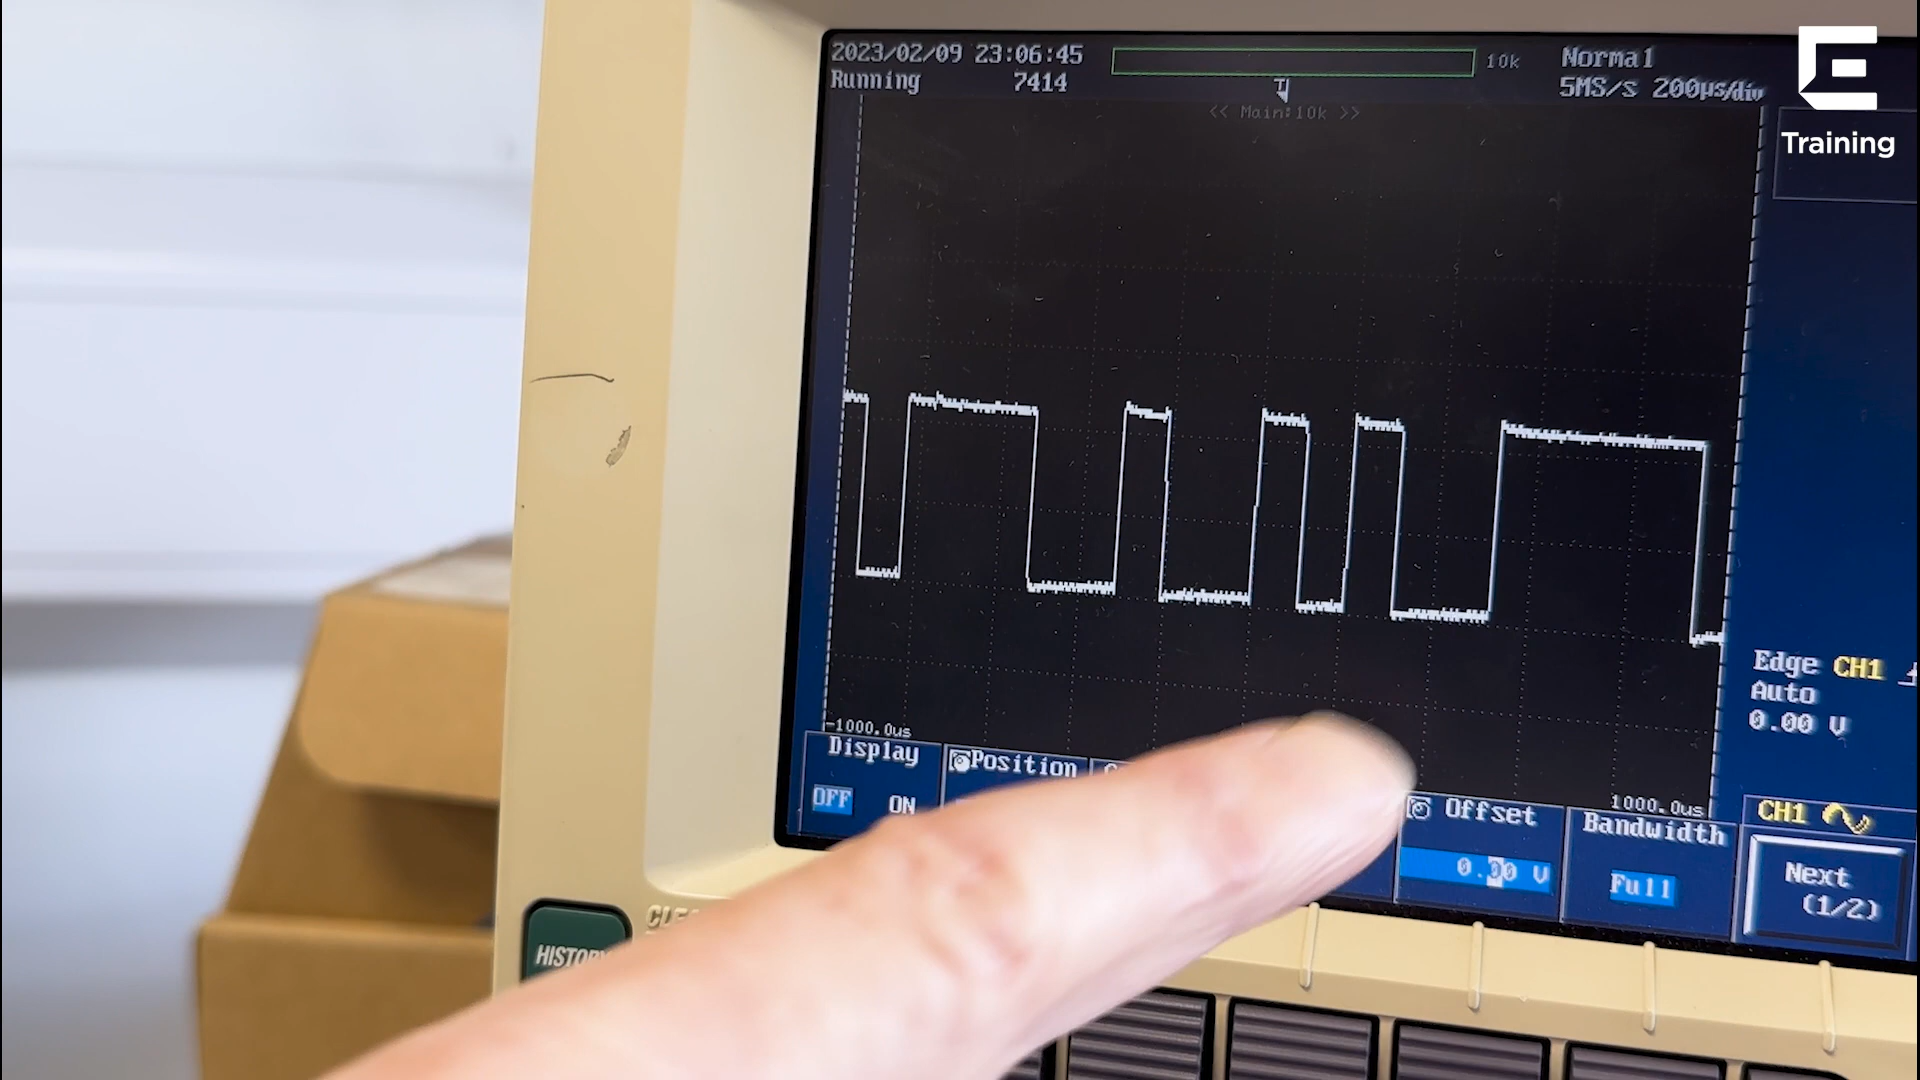 2023/02/09 23:06:45
Running 7414
10k
Normal
5MS/s 200µs/div
<< Main:10k >>
Training
Edge CH1
Auto
0.00 V
-1000.0us
1000.0us
Display
OFF ON
Position
Offset
0.00 V
Bandwidth
Full
CH1
Next
(1/2)